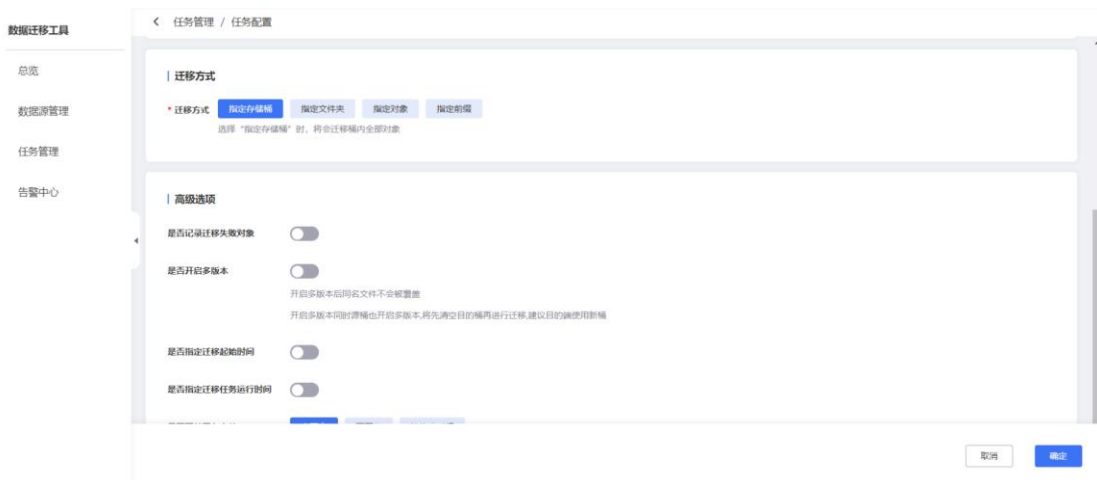 数据迁移工具
任务管理 / 任务配置
总览
数据源管理
任务管理
告警中心
迁移方式
* 迁移方式 指定存储桶 指定文件夹 指定对象 指定前缀
选择“指定存储桶”时，将会迁移桶内全部对象
高级选项
是否记录迁移失败对象
是否开启多版本
开启多版本后同名文件不会被覆盖
开启多版本同时源桶也开启多版本,将先清空目的桶再进行迁移,建议目的端使用新桶
是否指定迁移起始时间
是否指定迁移任务运行时间
取消 确定